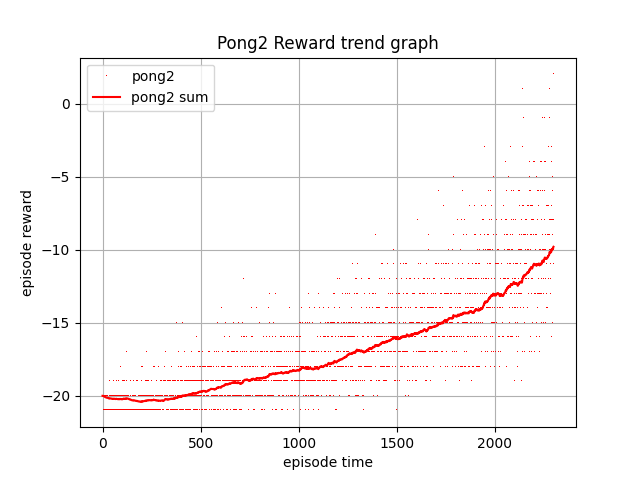 Pong2 Reward trend graph
pong2
pong2 sum
0
−5
−10
−15
−20
episode reward
0 500 1000 1500 2000
episode time